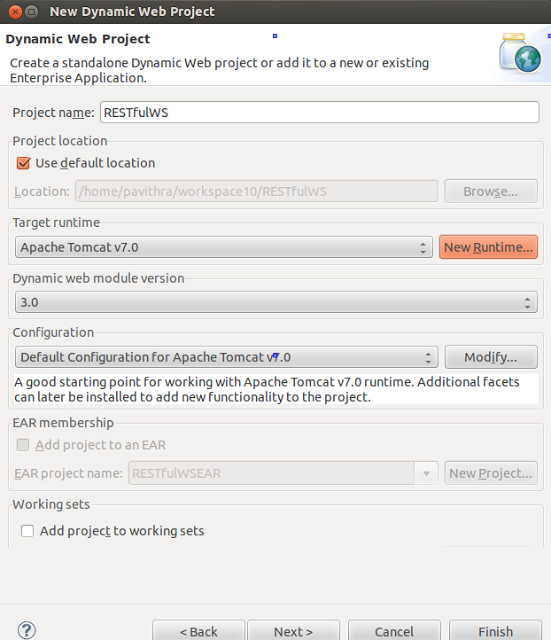 New Dynamic Web Project
Dynamic Web Project
Create a standalone Dynamic Web project or add it to a new or existing
Enterprise Application.
Project name: RESTfulWS
Project location
Use default location
Location: /home/pavithra/workspace10/RESTfulWS Browse...
Target runtime
Apache Tomcat v7.0 New Runtime...
Dynamic web module version
3.0
Configuration
Default Configuration for Apache Tomcat v7.0 Modify...
A good starting point for working with Apache Tomcat v7.0 runtime. Additional facets
can later be installed to add new functionality to the project.
EAR membership
Add project to an EAR
EAR project name: RESTfulWSEAR New Project...
Working sets
Add project to working sets
? < Back Next > Cancel Finish